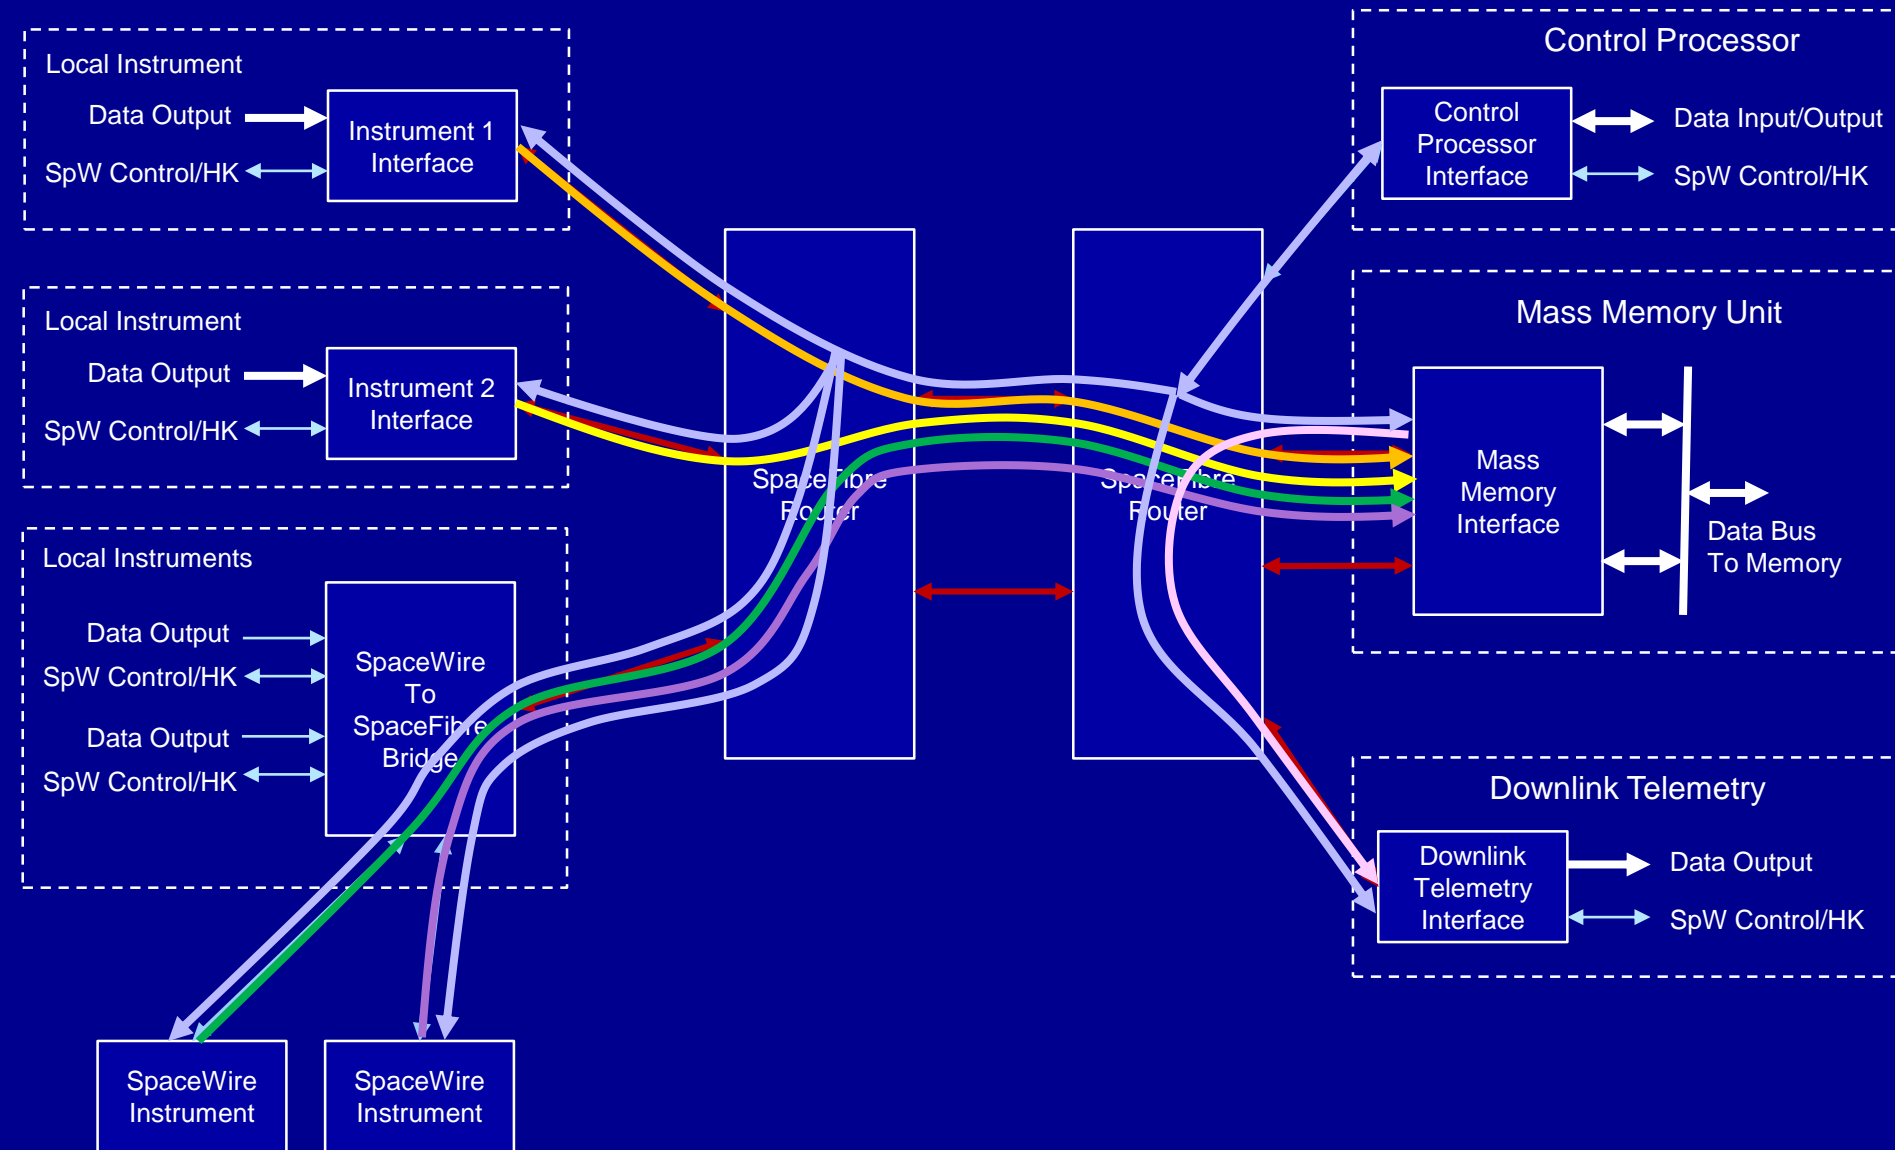 Local Instrument
Data Output
SpW Control/HK
Instrument 1
Interface
Local Instrument
Data Output
SpW Control/HK
Instrument 2
Interface
Local Instruments
Data Output
SpW Control/HK
Data Output
SpW Control/HK
SpaceWire
To
SpaceFibre
Bridge
SpaceWire
Instrument
SpaceWire
Instrument
SpaceFibre
Router
SpaceFibre
Router
Control Processor
Control
Processor
Interface
Data Input/Output
SpW Control/HK
Mass Memory Unit
Mass
Memory
Interface
Data Bus
To Memory
Downlink Telemetry
Downlink
Telemetry
Interface
Data Output
SpW Control/HK